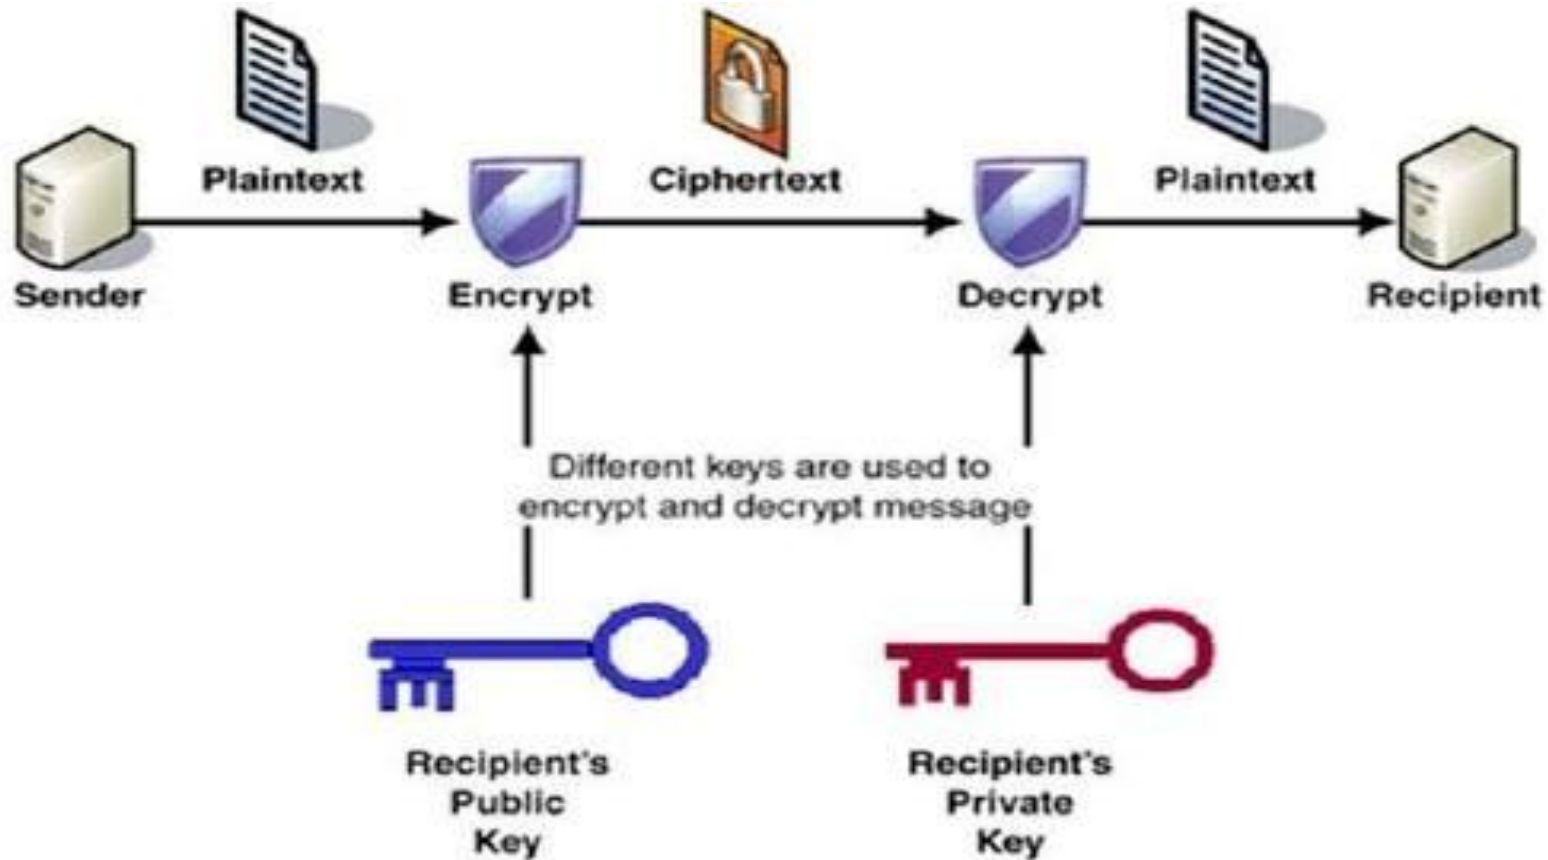 Plaintext
Ciphertext
Plaintext
Sender
Encrypt
Decrypt
Recipient
Different keys are used to
encrypt and decrypt message
Recipient's
Public
Key
Recipient's
Private
Key